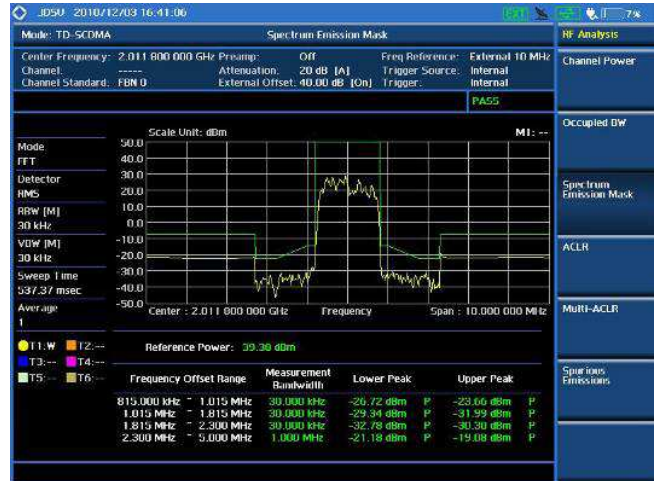 JDSU 2010/12/03 16:41:06 EXT 7%
Mode: TD-SCDMA Spectrum Emission Mask RF Analysis
Center Frequency: 2.011 800 000 GHz Preamp: Off Freq Reference: External 10 MHz
Channel: ----- Attenuation: 20 dB [A] Trigger Source: Internal
Channel Standard: FBN 0 External Offset: 40.00 dB [On] Trigger: Internal
PASS
Channel Power
Occupied BW
Spectrum
Emission Mask
ACLR
Multi-ACLR
Spurious
Emissions
Mode
FFT
Detector
RMS
RBW [M]
30 kHz
VBW [M]
30 kHz
Sweep Time
537.37 msec
Average
1
T1:W T2:--
T3:-- T4:--
T5:-- T6:--
Scale Unit: dBm M1: --
50.0
40.0
30.0
20.0
10.0
0.0
-10.0
-20.0
-30.0
-40.0
-50.0
Center : 2.011 800 000 GHz Frequency Span : 10.000 000 MHz
Reference Power: 39.30 dBm
Frequency Offset Range Measurement Bandwidth Lower Peak Upper Peak
815.000 kHz ~ 1.015 MHz 30.000 kHz -26.72 dBm P -23.66 dBm P
1.015 MHz ~ 1.815 MHz 30.000 kHz -29.34 dBm P -31.99 dBm P
1.815 MHz ~ 2.300 MHz 30.000 kHz -32.78 dBm P -30.30 dBm P
2.300 MHz ~ 5.000 MHz 1.000 MHz -21.18 dBm P -19.08 dBm P